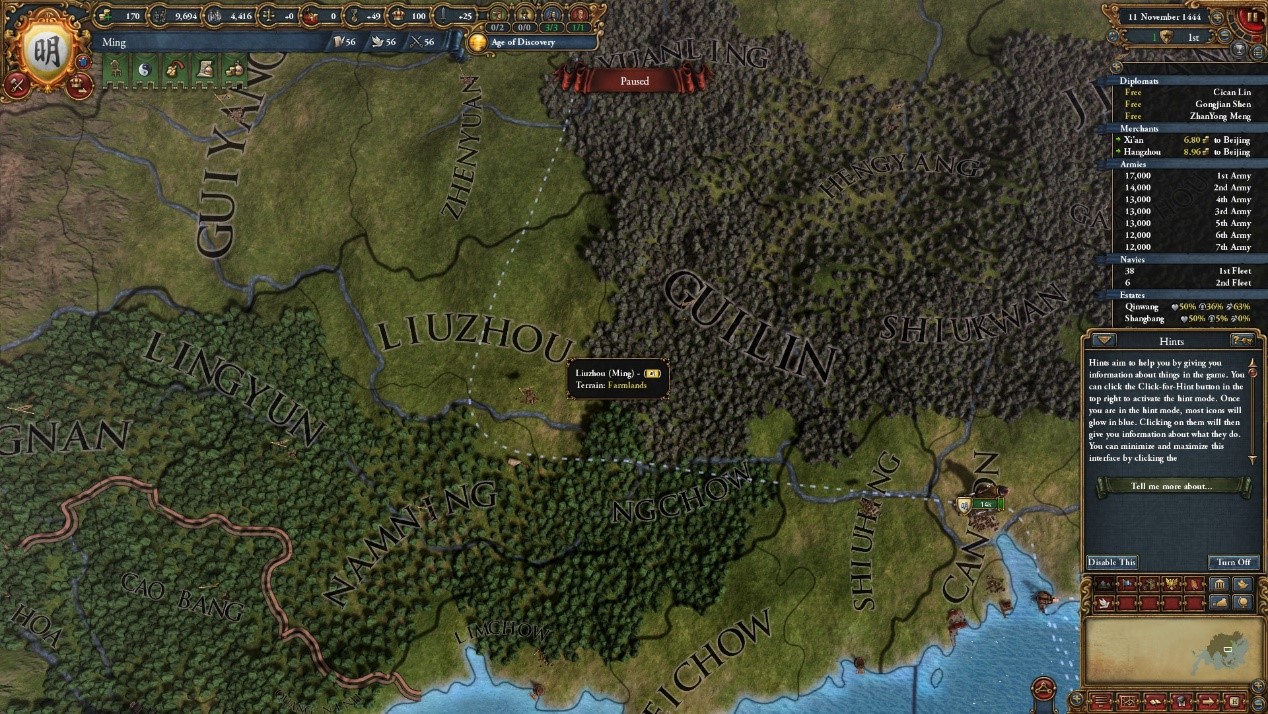 170
9,694
4,416
+0
0
+49
100
+25
0/2
0/0
3/3
1/1
明
Ming
56
56
56
Age of Discovery
11 November 1444
1
1st
Paused
Diplomats
Free Cican Lin
Free GongJian Shen
Free ZhanYong Meng
Merchants
Xi'an 6.80 to Beijing
Hangzhou 8.96 to Beijing
Armies
17,000 1st Army
14,000 2nd Army
13,000 4th Army
13,000 3rd Army
13,000 5th Army
12,000 6th Army
12,000 7th Army
Navies
38 1st Fleet
6 2nd Fleet
Estates
Qinwang 50% 36% 63%
Shangbang 50% 5% 0%
Hints
Hints aim to help you by giving you
information about things in the game. You
can click the Click-for-Hint button in the
top right to activate the hint mode. Once
you are in the hint mode, most icons will
glow in blue. Clicking on them will then
give you information about what they do.
You can minimize and maximize this
interface by clicking the
Tell me more about...
Disable This
Turn Off
YUANLING
GUIYANG
ZHENYUAN
HENGYANG
LIUZHOU
GUILIN
SHIUKWAN
Liuzhou (Ming) -
Terrain: Farmlands
LINGYUN
GNAN
NAMNING
NGCHOW
SHIUHING
CANTON
14k
CAO BANG
HOA
LIMCHOW
EICHOW